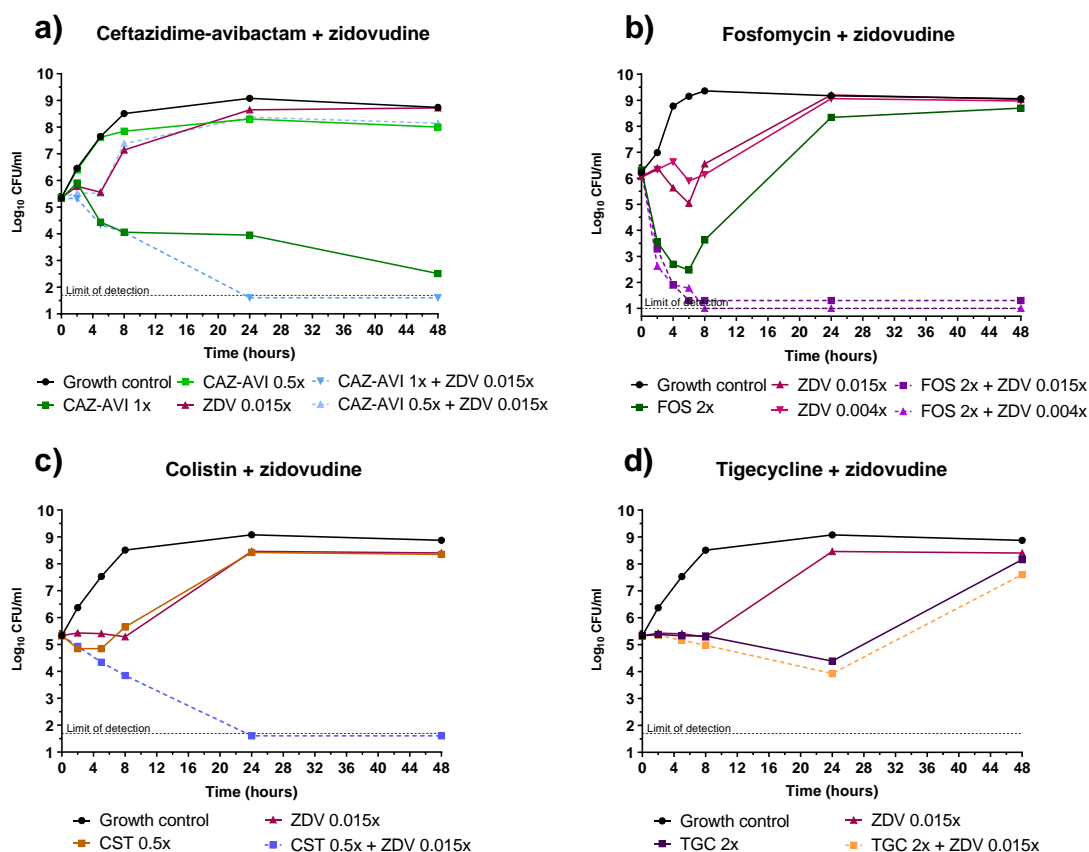 a)
Ceftazidime-avibactam + zidovudine
10
9
8
7
6
5
4
3
2
1
Log10 CFU/ml
Limit of detection
0 4 8 12 16 20 24 28 32 36 40 44 48
Time (hours)
Growth control
CAZ-AVI 0.5x
CAZ-AVI 1x + ZDV 0.015x
CAZ-AVI 1x
ZDV 0.015x
CAZ-AVI 0.5x + ZDV 0.015x
b)
Fosfomycin + zidovudine
10
9
8
7
6
5
4
3
2
1
Log10 CFU/ml
Limit of detection
0 4 8 12 16 20 24 28 32 36 40 44 48
Time (hours)
Growth control
ZDV 0.015x
FOS 2x + ZDV 0.015x
FOS 2x
ZDV 0.004x
FOS 2x + ZDV 0.004x
c)
Colistin + zidovudine
10
9
8
7
6
5
4
3
2
1
Log10 CFU/ml
Limit of detection
0 4 8 12 16 20 24 28 32 36 40 44 48
Time (hours)
Growth control
ZDV 0.015x
CST 0.5x
CST 0.5x + ZDV 0.015x
d)
Tigecycline + zidovudine
10
9
8
7
6
5
4
3
2
1
Log10 CFU/ml
Limit of detection
0 4 8 12 16 20 24 28 32 36 40 44 48
Time (hours)
Growth control
ZDV 0.015x
TGC 2x
TGC 2x + ZDV 0.015x